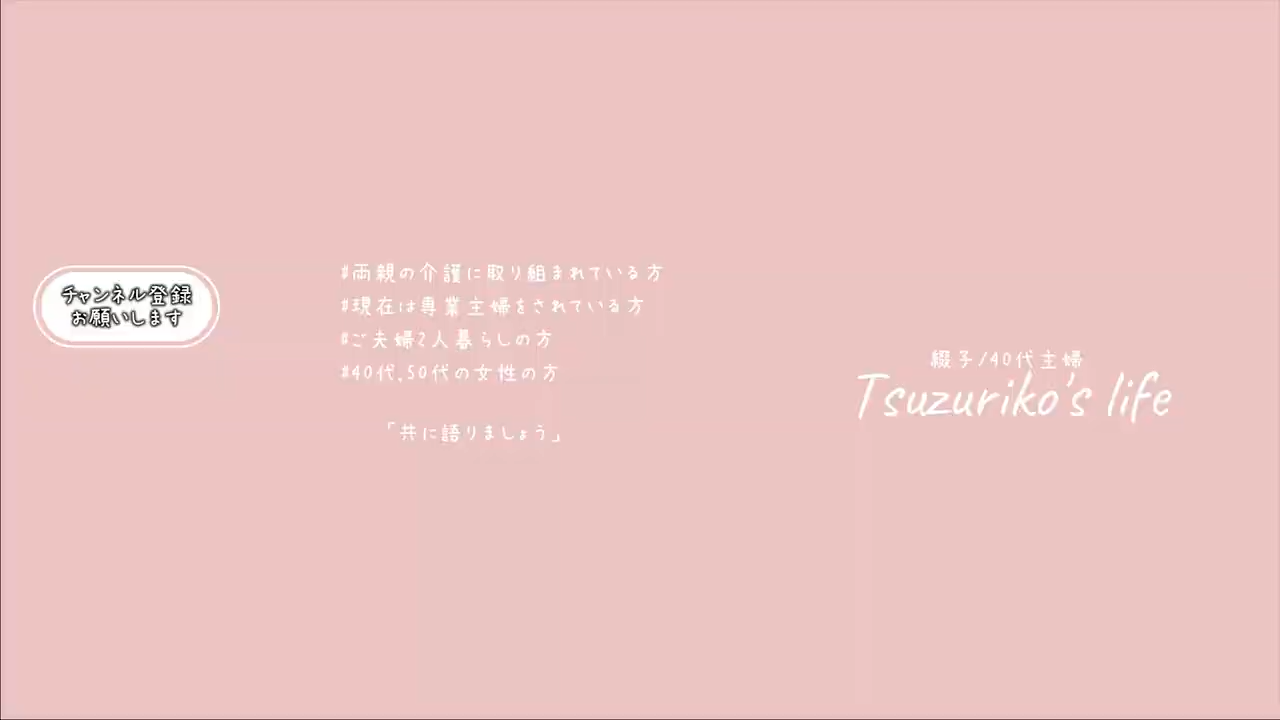 チャンネル登録
お願いします
#両親の介護に取り組まれている方
#現在は専業主婦をされている方
#ご夫婦2人暮らしの方
#40代,50代の女性の方
「共に語りましょう」
綴子/40代主婦
Tsuzuriko's life